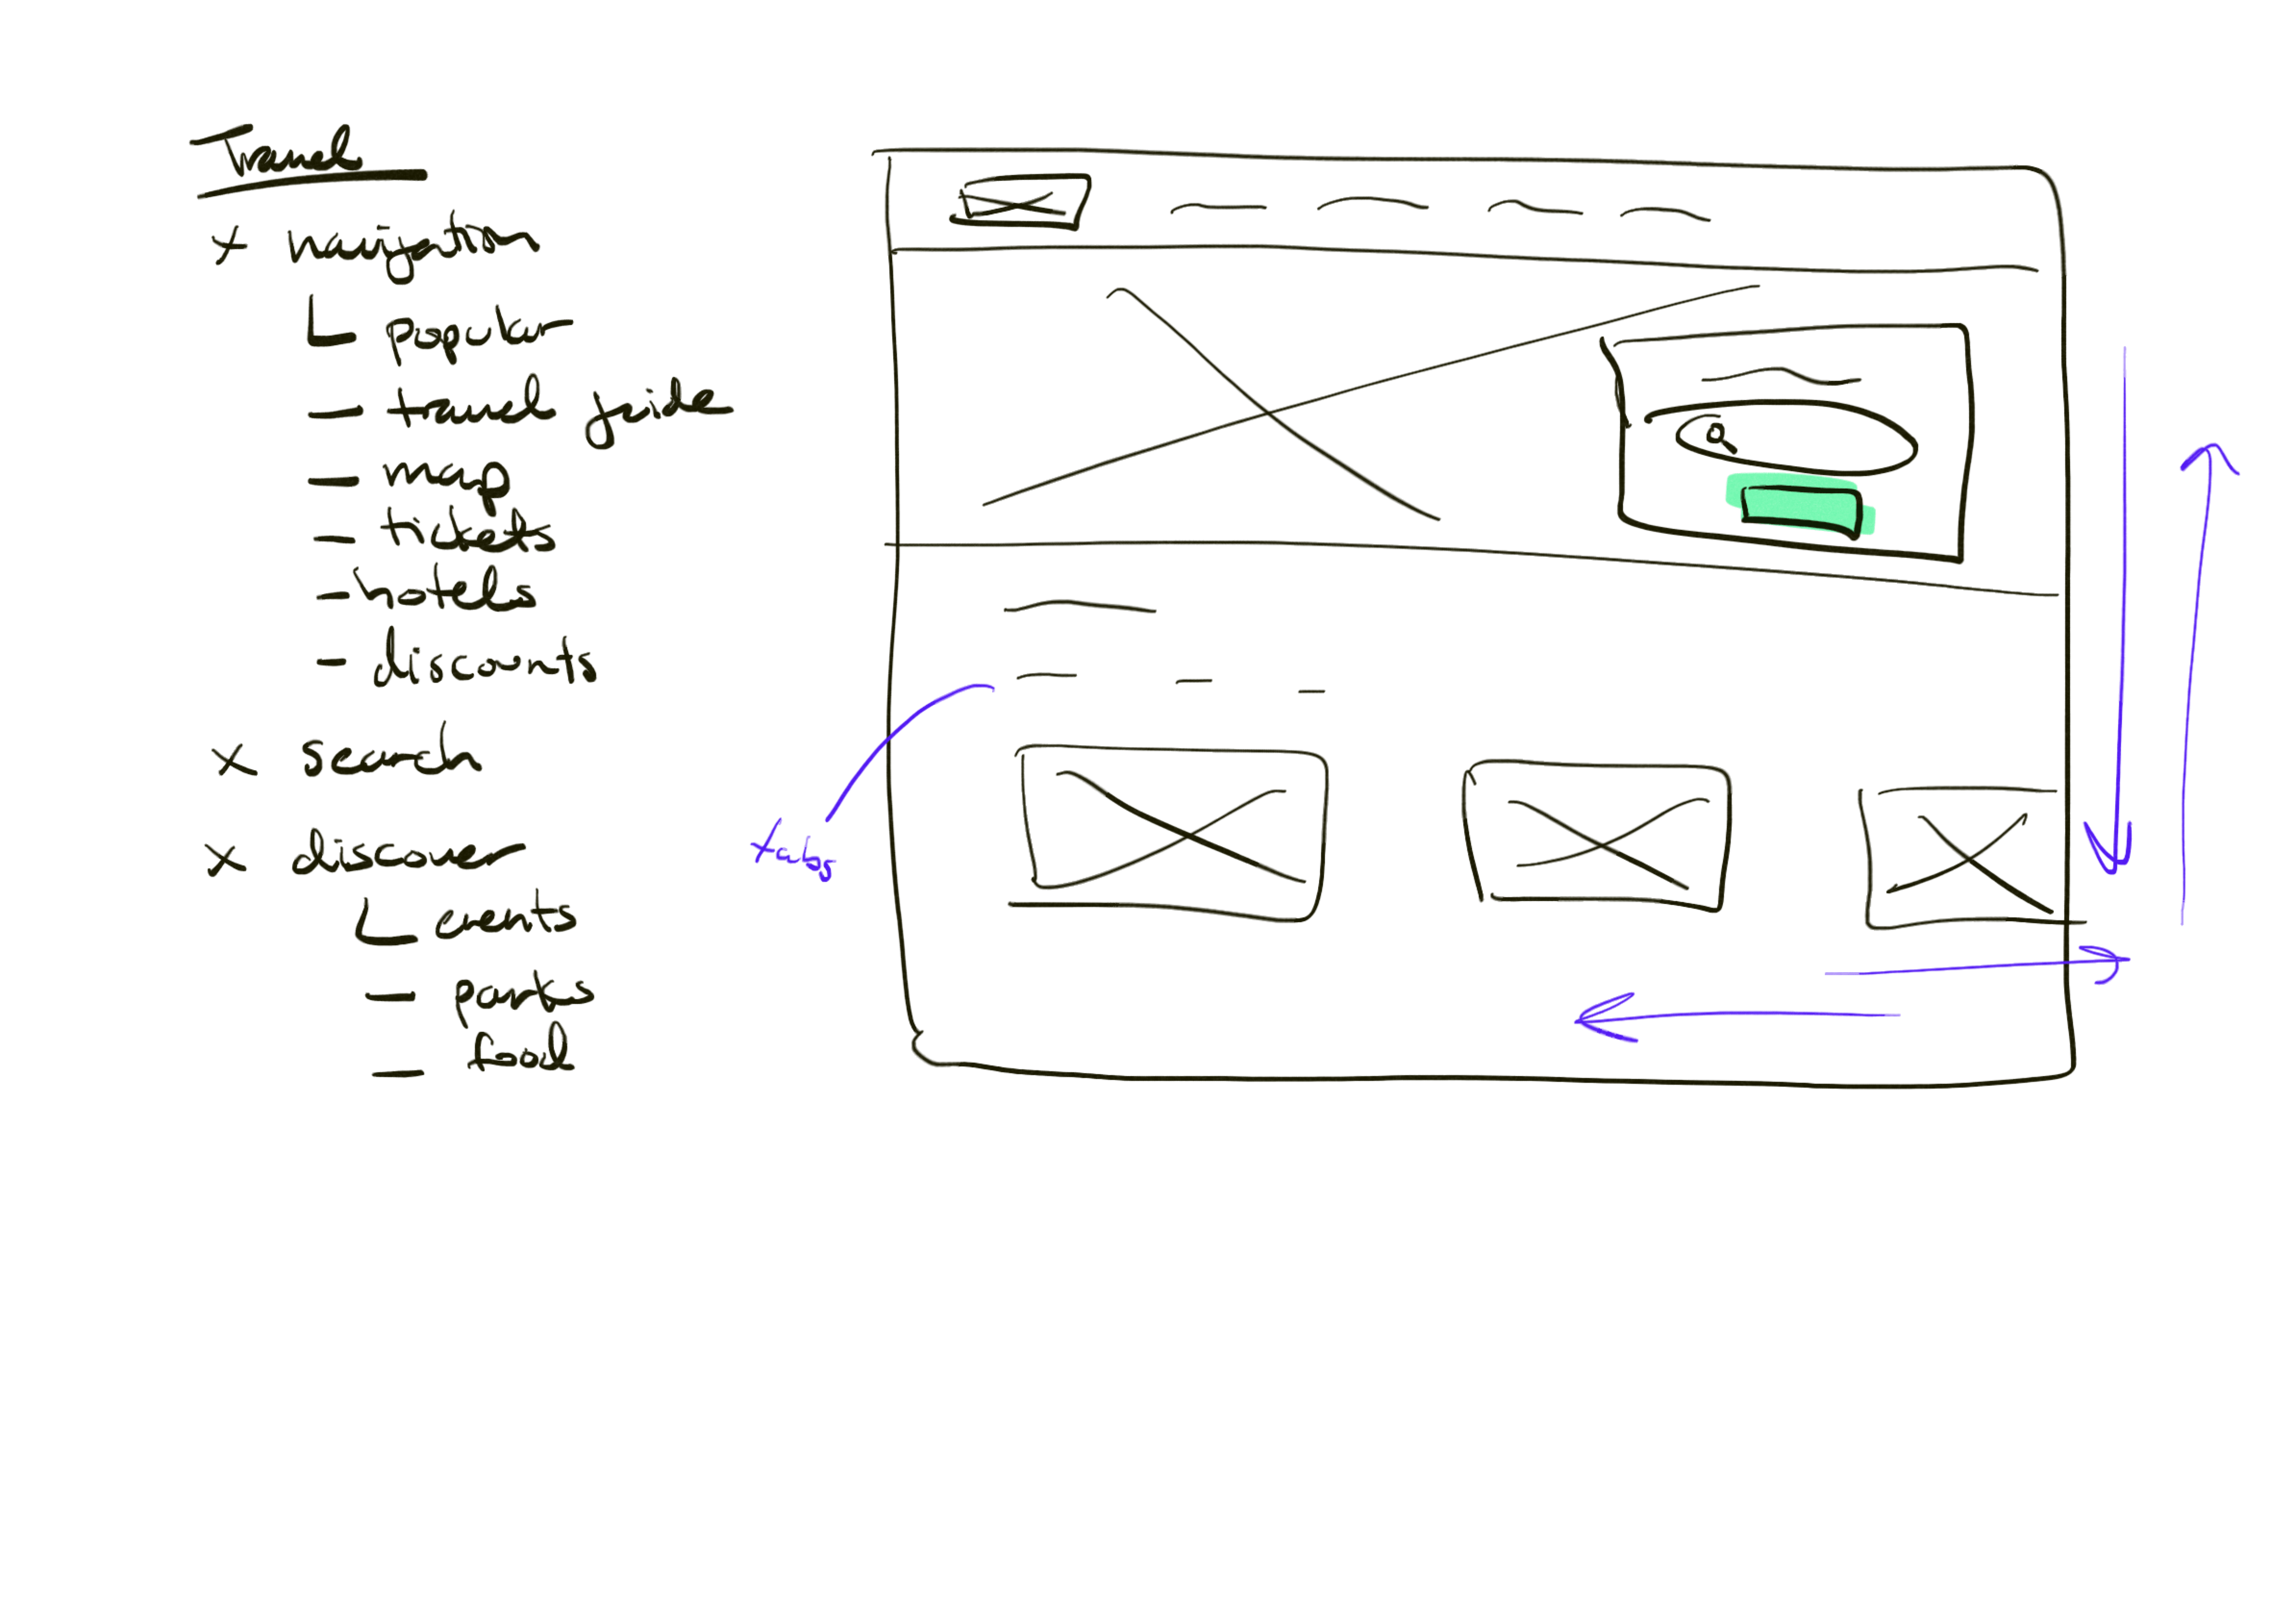 Travel
x navigation
popular
- travel guide
- map
- tickets
- hotels
- discounts
x search
x discover
events
- parks
- food
tabs